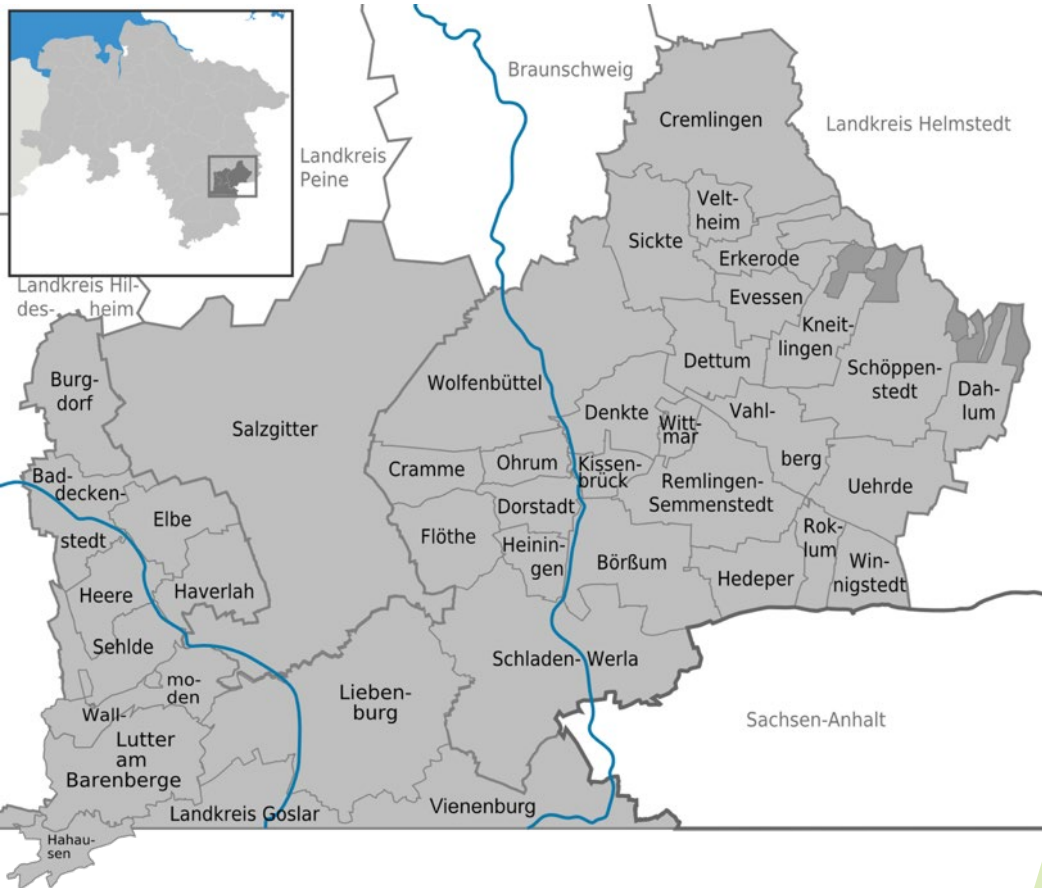 Braunschweig
Cremlingen
Landkreis Helmstedt
Landkreis
Peine
Velt-
heim
Sickte
Erkerode
Landkreis Hil-
des- heim
Evessen
Kneit-
lingen
Dettum
Schöppen-
stedt
Burg-
dorf
Wolfenbüttel
Dah-
lum
Denkte
Vahl-
berg
Witt-
mar
Salzgitter
Cramme
Ohrum
Kissen-
brück
Remlingen-
Semmenstedt
Uehrde
Bad-
decken-
stedt
Elbe
Dorstadt
Flöthe
Heinin-
gen
Börßum
Rok-
lum
Hedeper
Win-
nigstedt
Heere
Haverlah
Sehlde
Schladen-Werla
mo-
den
Lieben-
burg
Wall-
Sachsen-Anhalt
Lutter
am
Barenberge
Vienenburg
Landkreis Goslar
Hahau-
sen